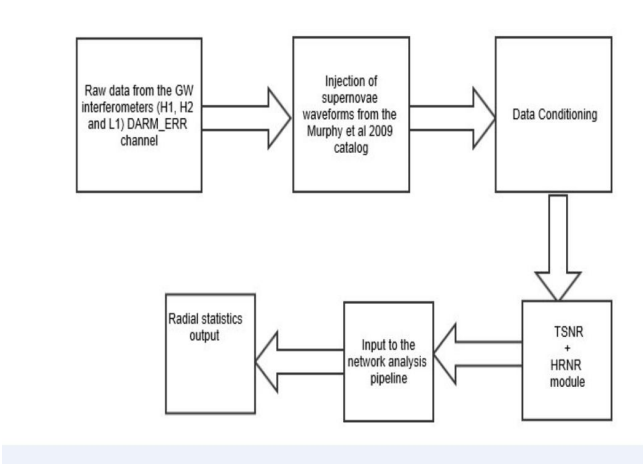 Raw data from the GW
interferometers (H1, H2
and L1) DARM_ERR
channel
Injection of
supernovae
waveforms from the
Murphy et al 2009
catalog
Data Conditioning
TSNR
+
HRNR
module
Input to the
network analysis
pipeline
Radial statistics
output